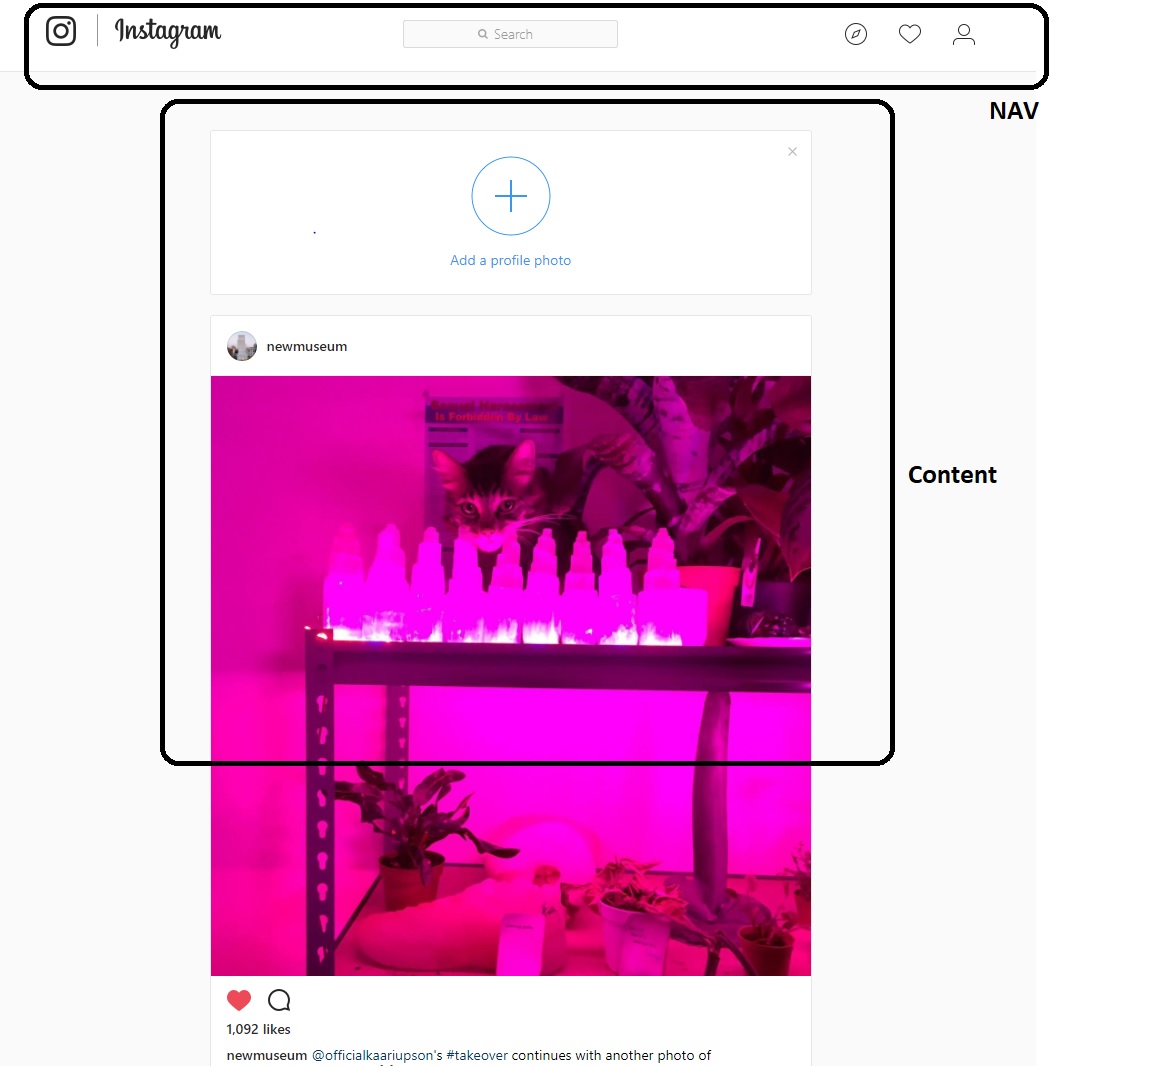 Instagram
Search
NAV
Add a profile photo
newmuseum
Is Forbidden By Law
Content
1,092 likes
newmuseum @officialkaariupson's #takeover continues with another photo of